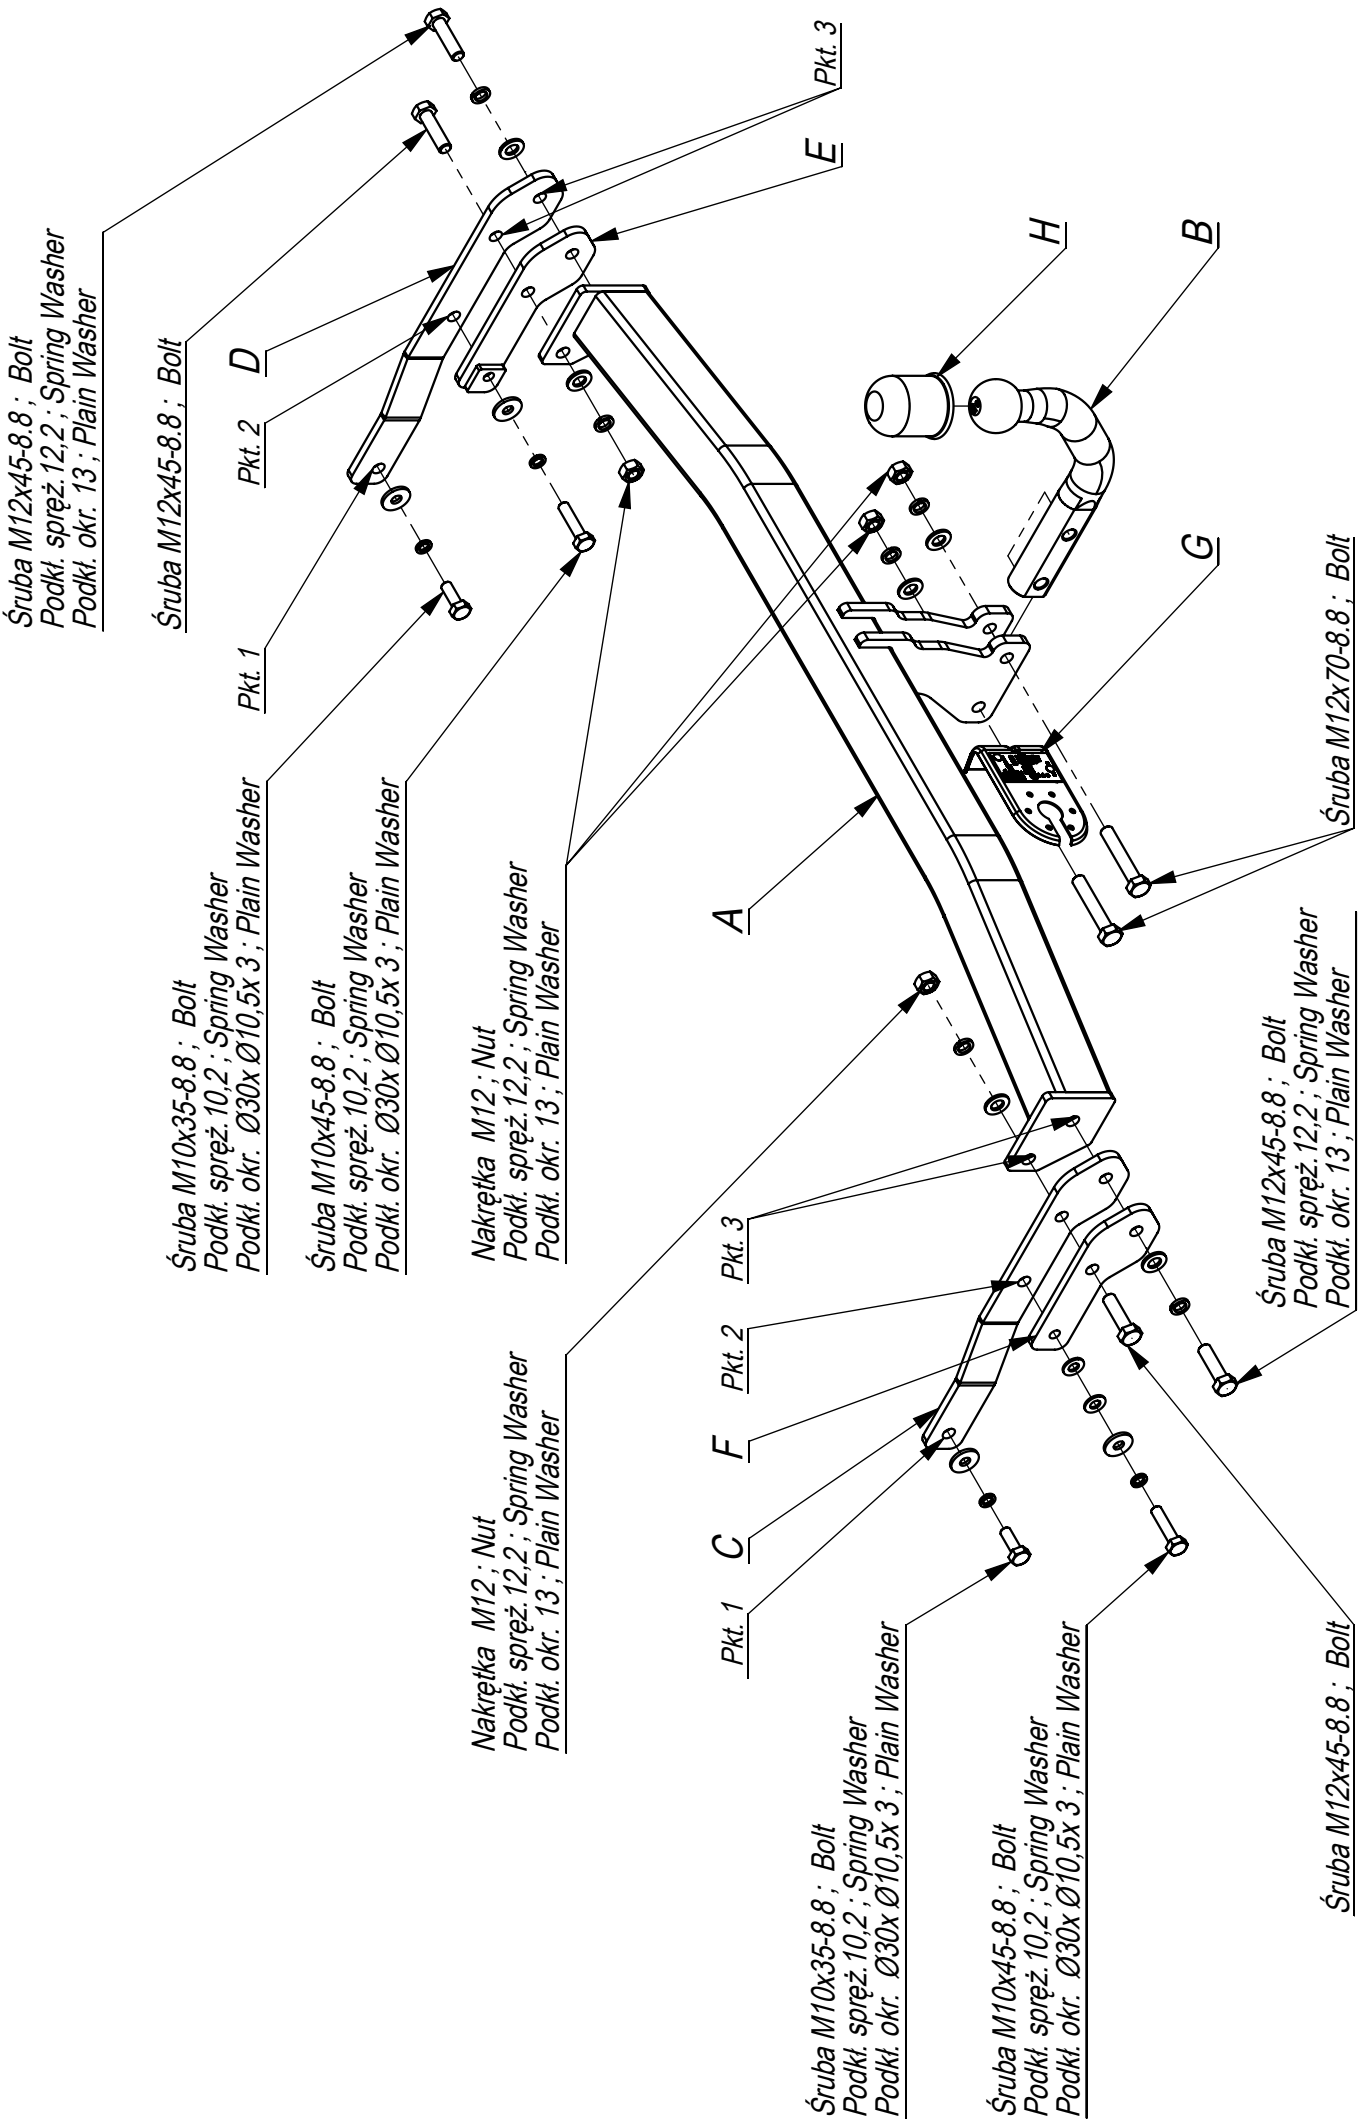 Śruba M12x45-8.8 ; Bolt
Podkł. spręż.12,2 ; Spring Washer
Podkł. okr. 13 ; Plain Washer
Śruba M12x45-8.8 ; Bolt
D
Pkt. 2
Pkt. 1
Pkt. 3
E
H
B
G
Śruba M12x70-8.8 ; Bolt
Śruba M10x35-8.8 ; Bolt
Podkł. spręż.10,2 ; Spring Washer
Podkł. okr. Ø30x Ø10,5x 3 ; Plain Washer
Śruba M10x45-8.8 ; Bolt
Podkł. spręż.10,2 ; Spring Washer
Podkł. okr. Ø30x Ø10,5x 3 ; Plain Washer
Nakrętka M12 ; Nut
Podkł. spręż.12,2 ; Spring Washer
Podkł. okr. 13 ; Plain Washer
A
Nakrętka M12 ; Nut
Podkł. spręż.12,2 ; Spring Washer
Podkł. okr. 13 ; Plain Washer
Pkt. 3
Pkt. 2
F
C
Pkt. 1
Śruba M12x45-8.8 ; Bolt
Podkł. spręż.12,2 ; Spring Washer
Podkł. okr. 13 ; Plain Washer
Śruba M10x35-8.8 ; Bolt
Podkł. spręż.10,2 ; Spring Washer
Podkł. okr. Ø30x Ø10,5x 3 ; Plain Washer
Śruba M10x45-8.8 ; Bolt
Podkł. spręż.10,2 ; Spring Washer
Podkł. okr. Ø30x Ø10,5x 3 ; Plain Washer
Śruba M12x45-8.8 ; Bolt